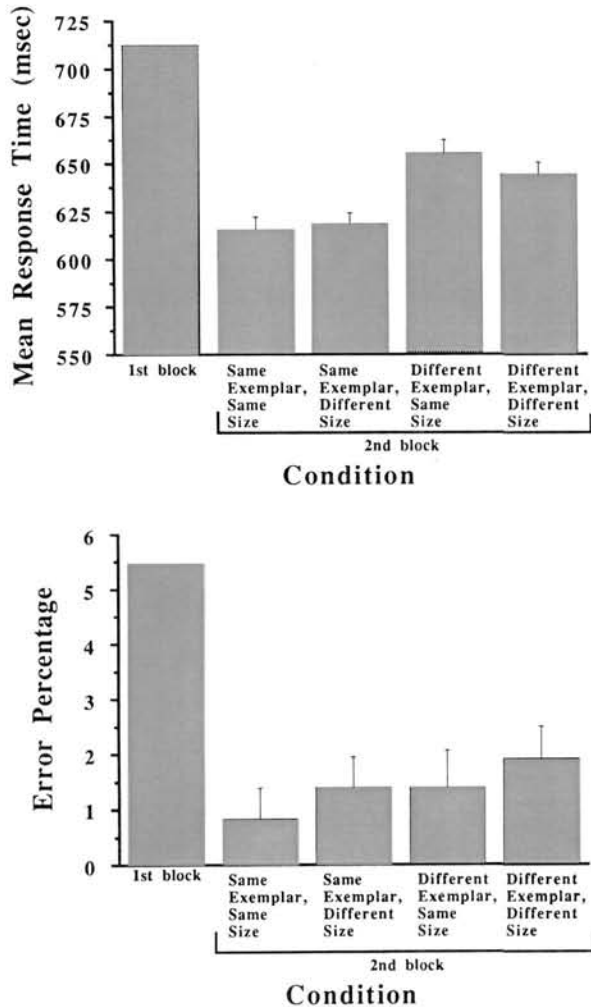 Mean Response Time (msec)
725
700
675
650
625
600
575
550
1st block
Same
Exemplar,
Same
Size
Same
Exemplar,
Different
Size
Different
Exemplar,
Same
Size
Different
Exemplar,
Different
Size
2nd block
Condition
Error Percentage
6
5
4
3
2
1
0
1st block
Same
Exemplar,
Same
Size
Same
Exemplar,
Different
Size
Different
Exemplar,
Same
Size
Different
Exemplar,
Different
Size
2nd block
Condition